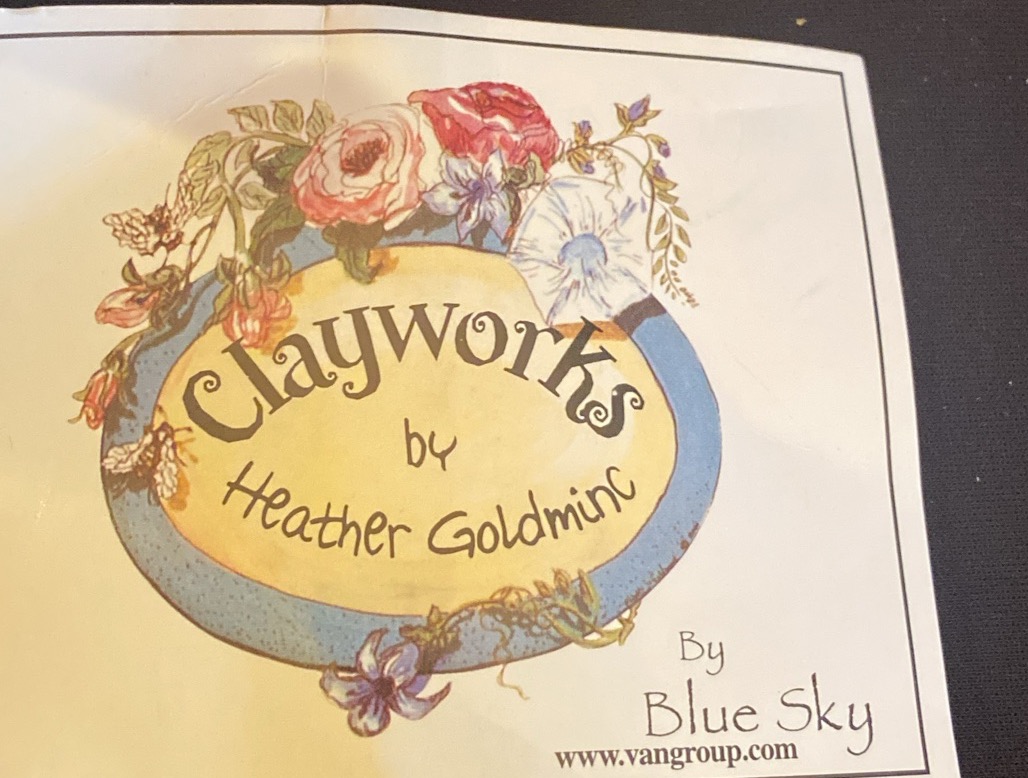 Clayworks
by
Heather Goldminc
By
Blue Sky
www.vangroup.com